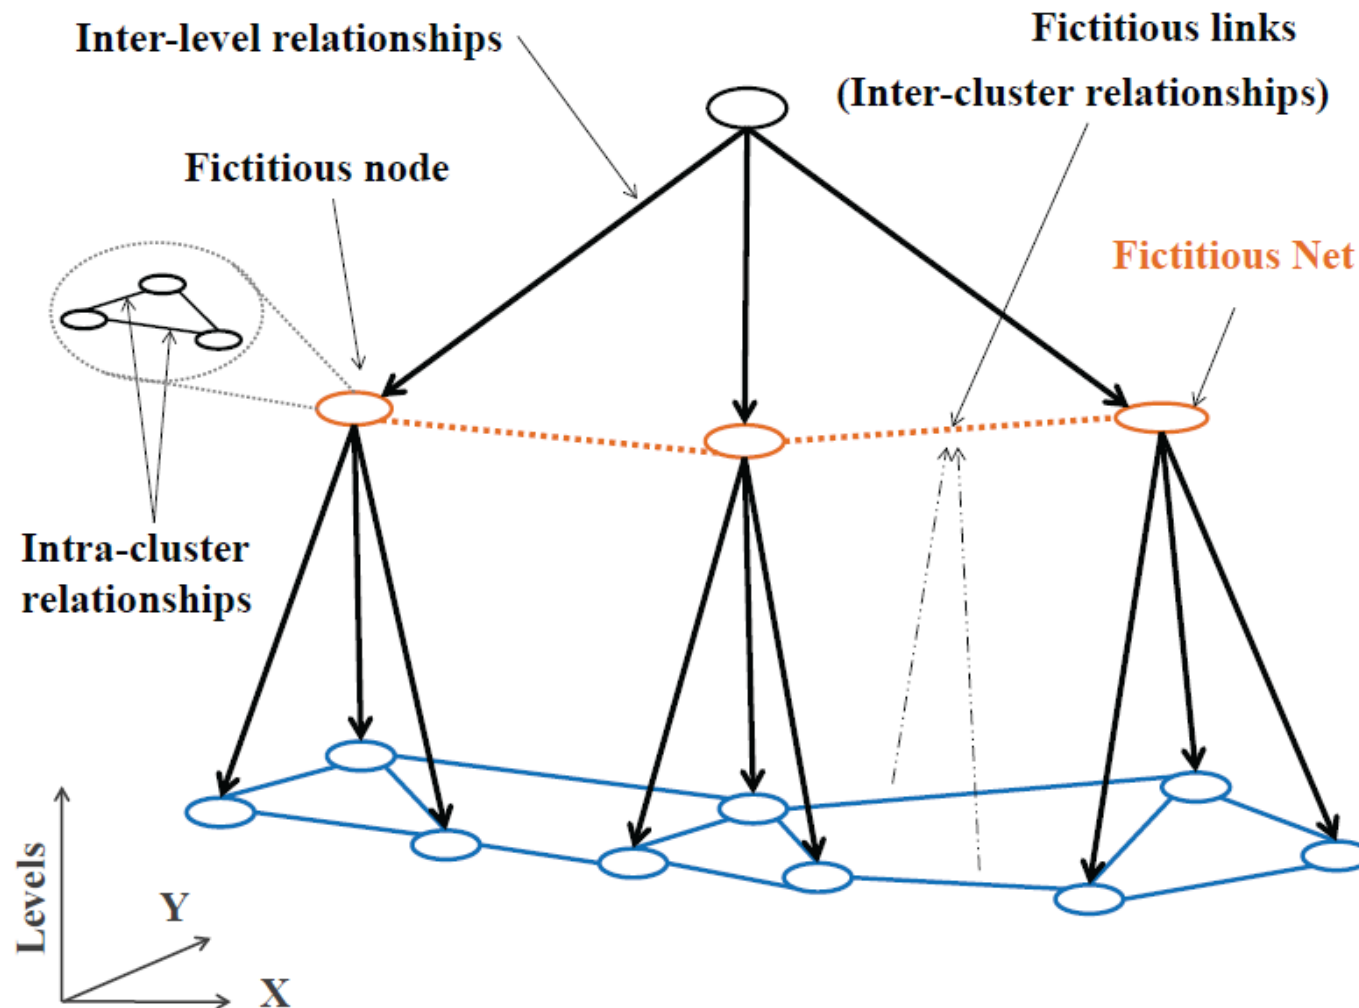 Inter-level relationships
Fictitious links
(Inter-cluster relationships)
Fictitious node
Fictitious Net
Intra-cluster
relationships
Levels
Y
X